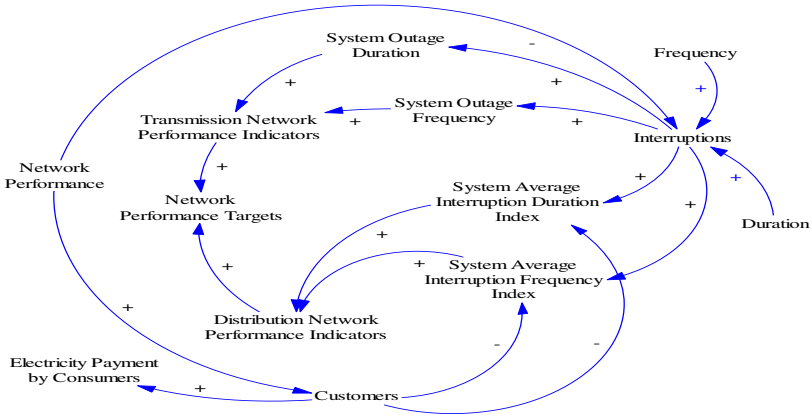 System Outage
Duration
-
Frequency
+
+
+
System Outage
Frequency
Transmission Network
Performance Indicators
+
+
Interruptions
Network
Performance
+
+
+
System Average
Interruption Duration
Index
+
Network
Performance Targets
+
Duration
+
+
+
System Average
Interruption Frequency
Index
+
Distribution Network
Performance Indicators
-
-
Electricity Payment
by Consumers
+
Customers